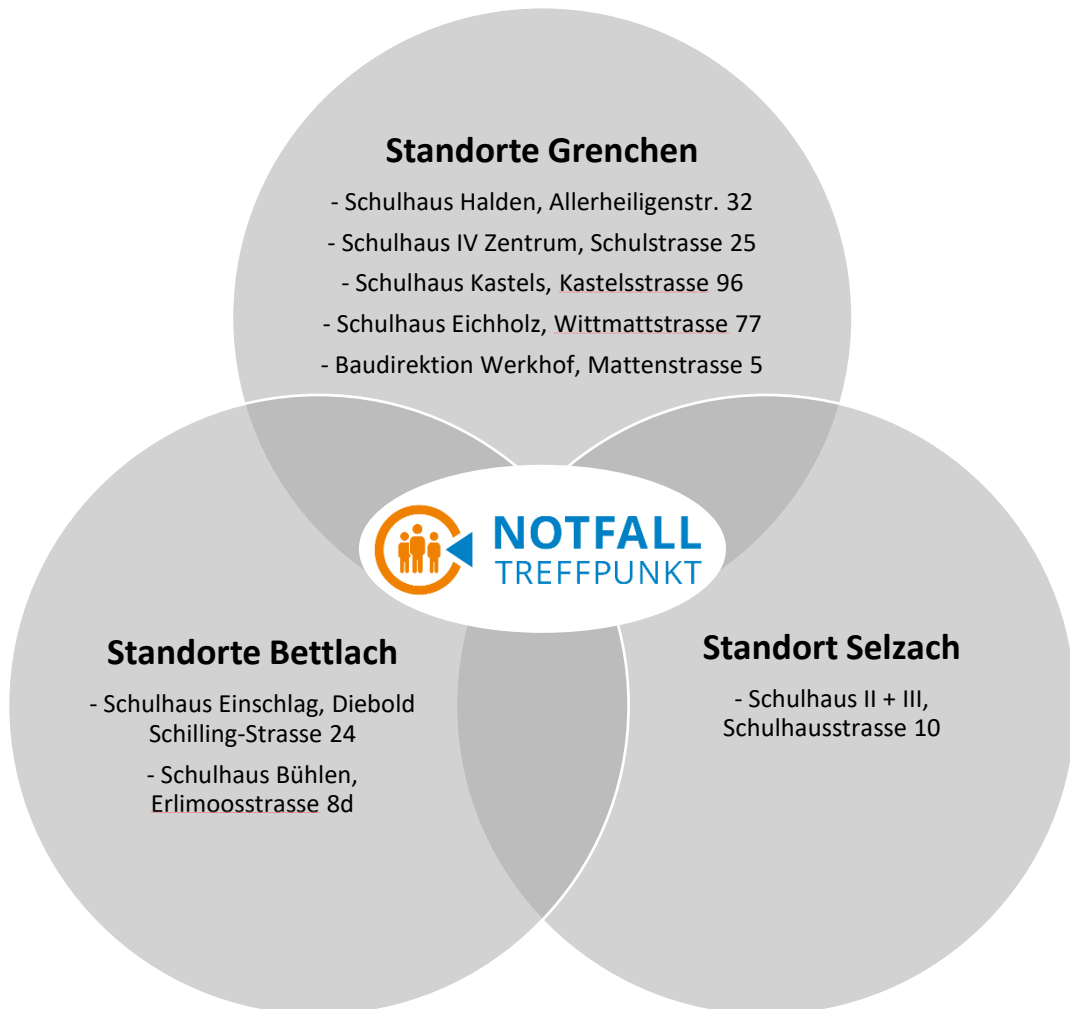 Standorte Grenchen
- Schulhaus Halden, Allerheiligenstr. 32
- Schulhaus IV Zentrum, Schulstrasse 25
- Schulhaus Kastels, Kastelsstrasse 96
- Schulhaus Eichholz, Wittmattstrasse 77
- Baudirektion Werkhof, Mattenstrasse 5
NOTFALL
TREFFPUNKT
Standorte Bettlach
- Schulhaus Einschlag, Diebold
Schilling-Strasse 24
- Schulhaus Bühlen,
Erlimoosstrasse 8d
Standort Selzach
- Schulhaus II + III,
Schulhausstrasse 10